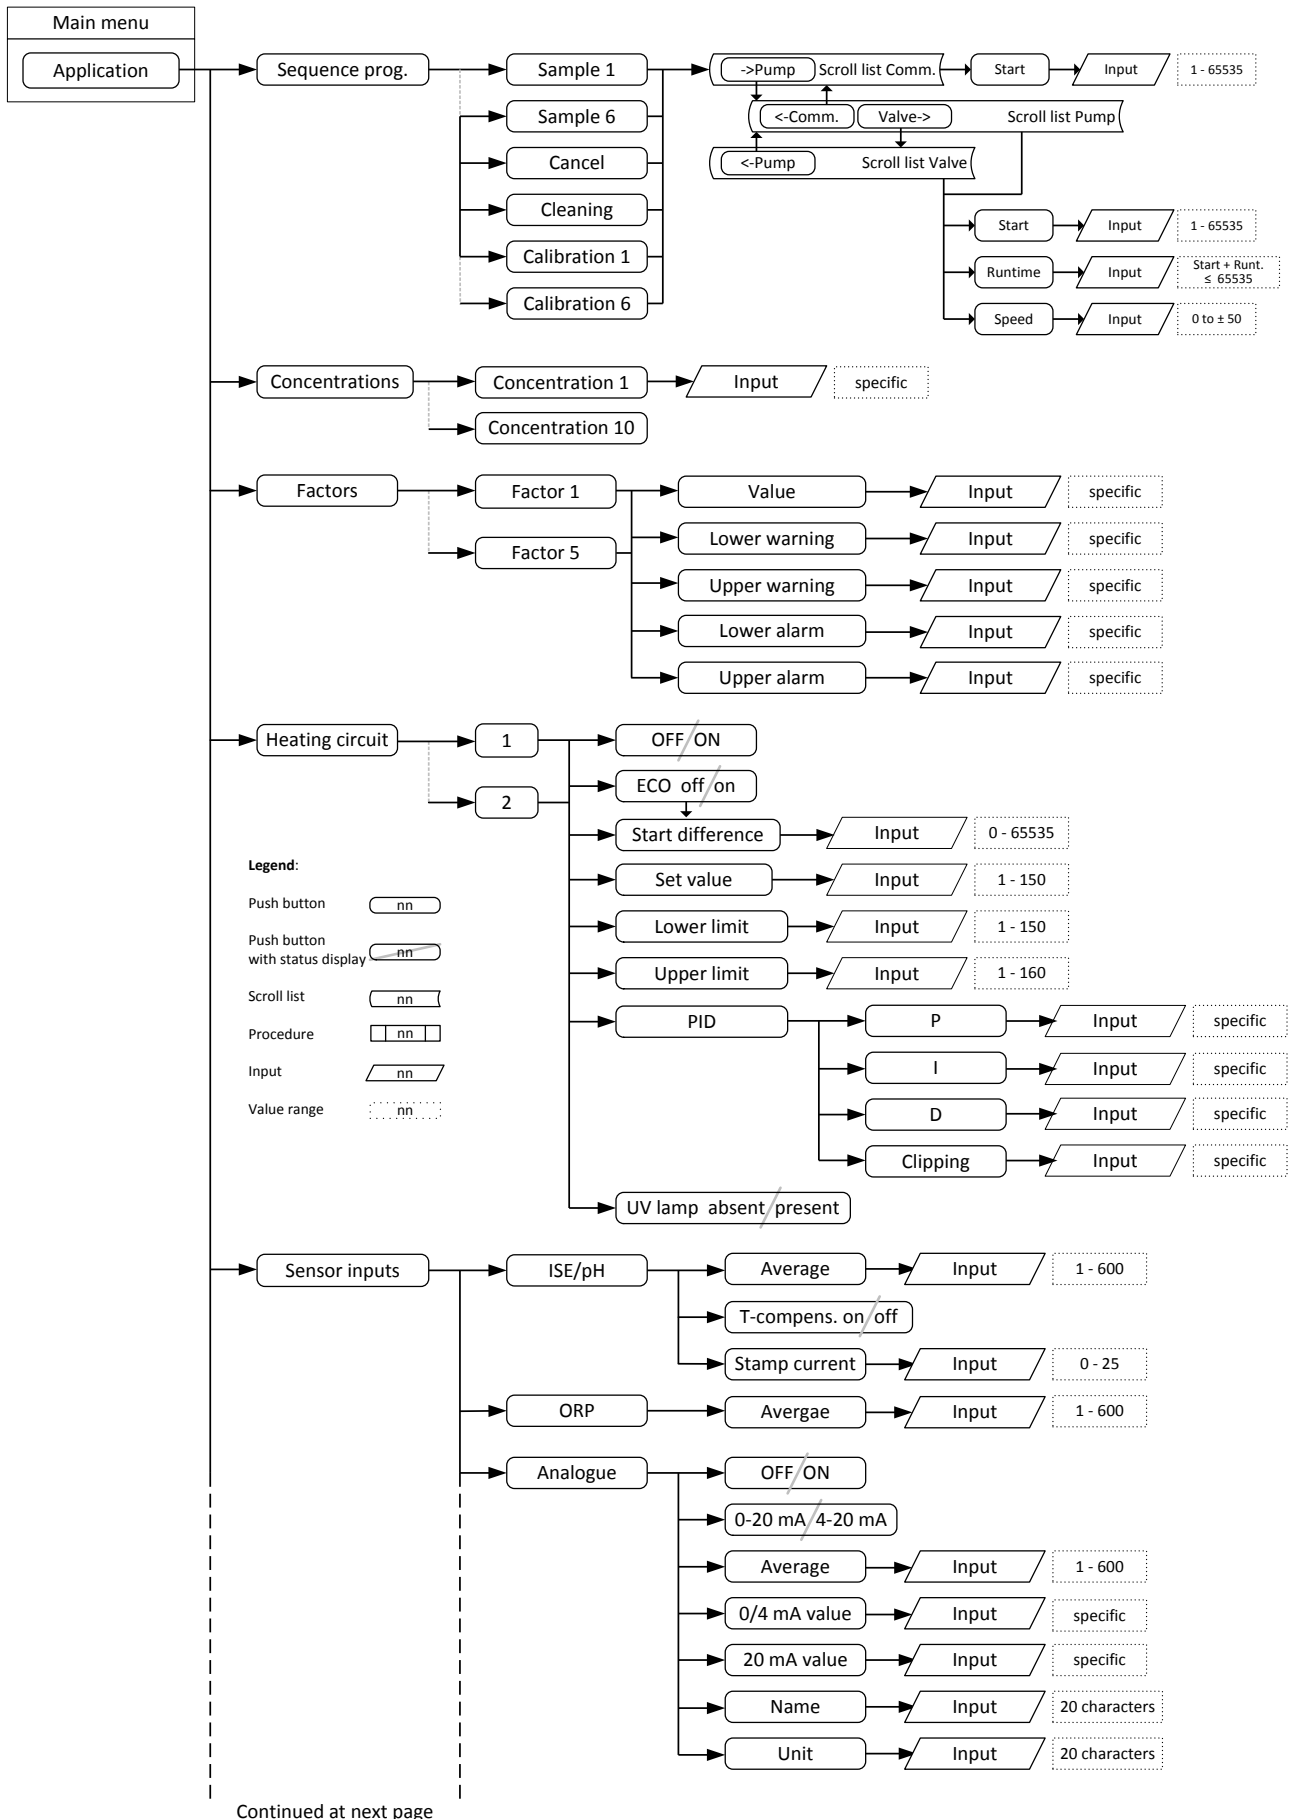 Main menu
Application
Sequence prog.
Sample 1
->Pump
Scroll list Comm.
Start
Input
1 - 65535
Sample 6
<-Comm.
Valve->
Scroll list Pump
Cancel
<-Pump
Scroll list Valve
Cleaning
Start
Input
1 - 65535
Calibration 1
Runtime
Input
Start + Runt.
≤ 65535
Calibration 6
Speed
Input
0 to ± 50
Concentrations
Concentration 1
Input
specific
Concentration 10
Factors
Factor 1
Value
Input
specific
Lower warning
Input
specific
Factor 5
Upper warning
Input
specific
Lower alarm
Input
specific
Upper alarm
Input
specific
Heating circuit
1
OFF/ON
2
ECO off/on
Start difference
Input
0 - 65535
Set value
Input
1 - 150
Lower limit
Input
1 - 150
Upper limit
Input
1 - 160
PID
P
Input
specific
I
Input
specific
D
Input
specific
Clipping
Input
specific
UV lamp absent/present
Legend:
Push button
nn
Push button
with status display
nn
Scroll list
nn
Procedure
nn
Input
nn
Value range
nn
Sensor inputs
ISE/pH
Average
Input
1 - 600
T-compens. on/off
Stamp current
Input
0 - 25
ORP
Avergae
Input
1 - 600
Analogue
OFF/ON
0-20 mA/4-20 mA
Average
Input
1 - 600
0/4 mA value
Input
specific
20 mA value
Input
specific
Name
Input
20 characters
Unit
Input
20 characters
Continued at next page